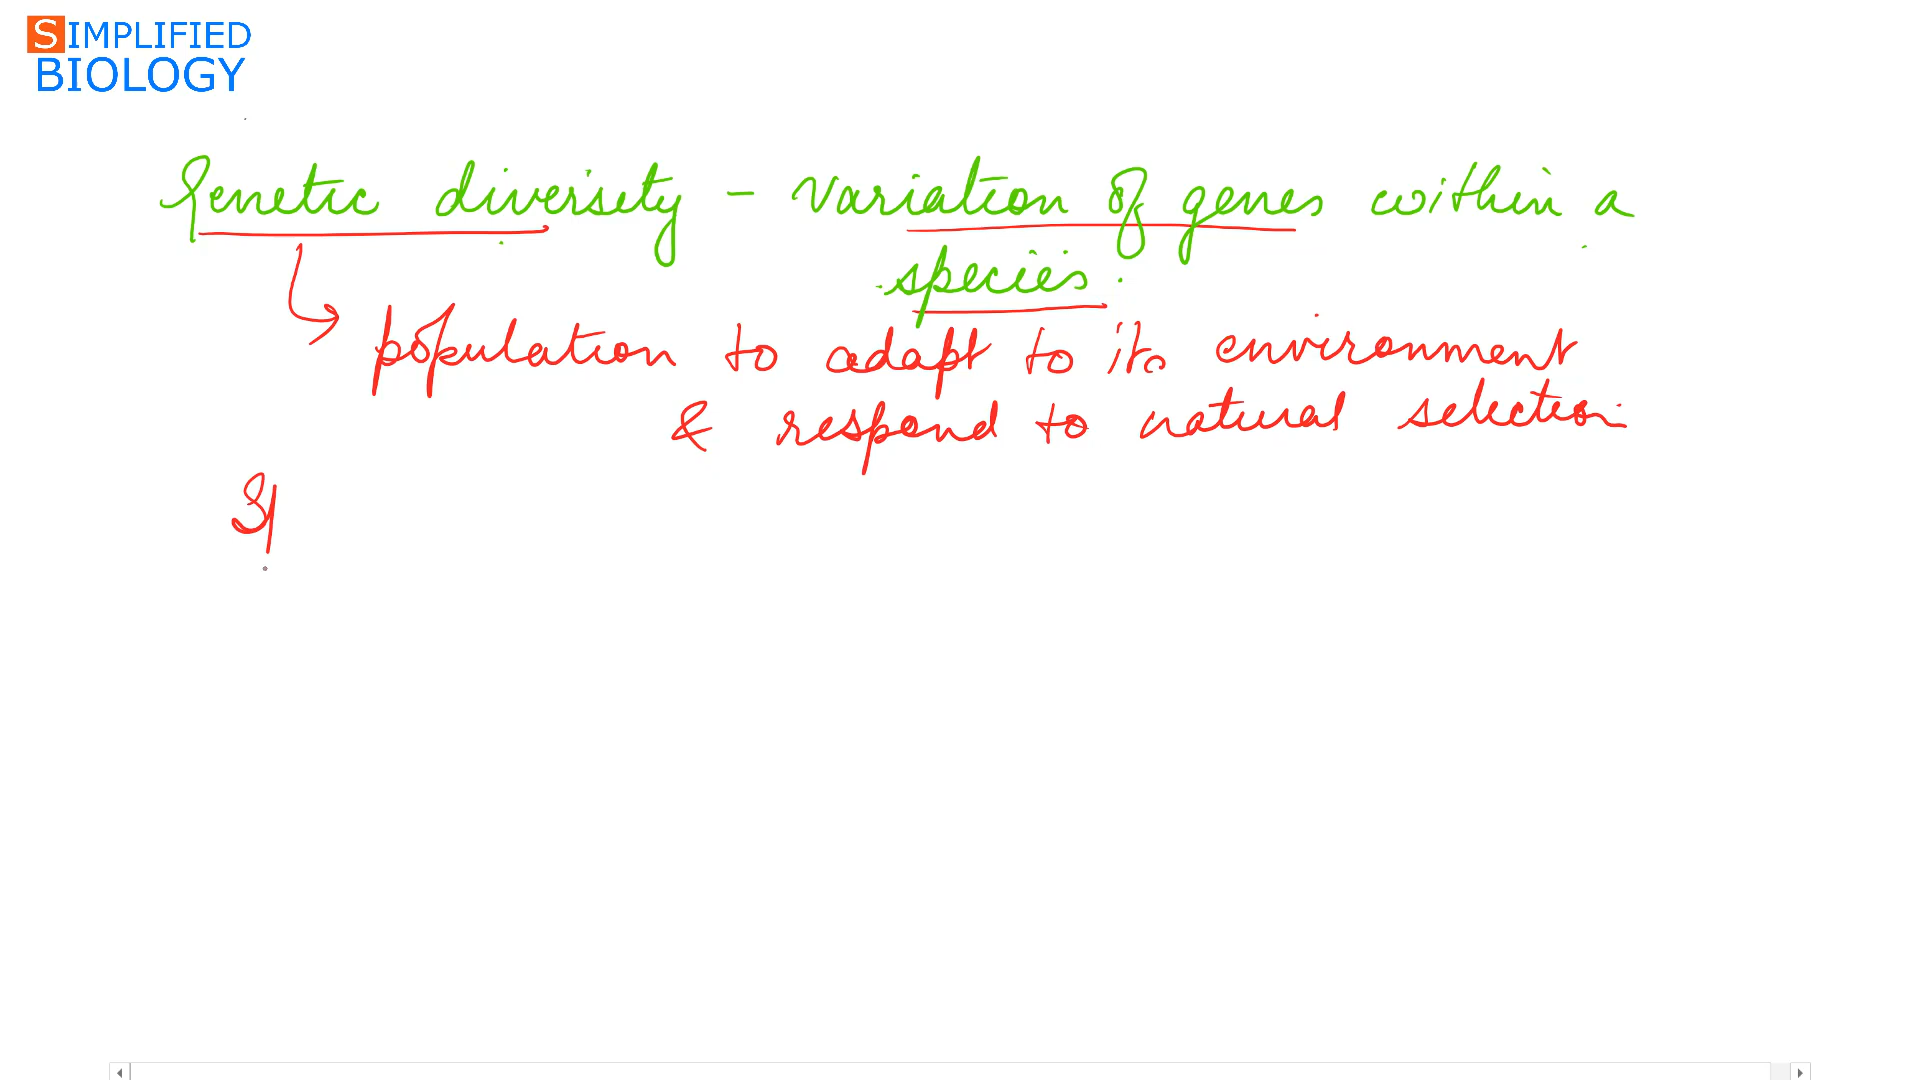 SIMPLIFIED
BIOLOGY
Genetic diversity - variation of genes within a
species.
population to adapt to its environment
& respond to natural selection